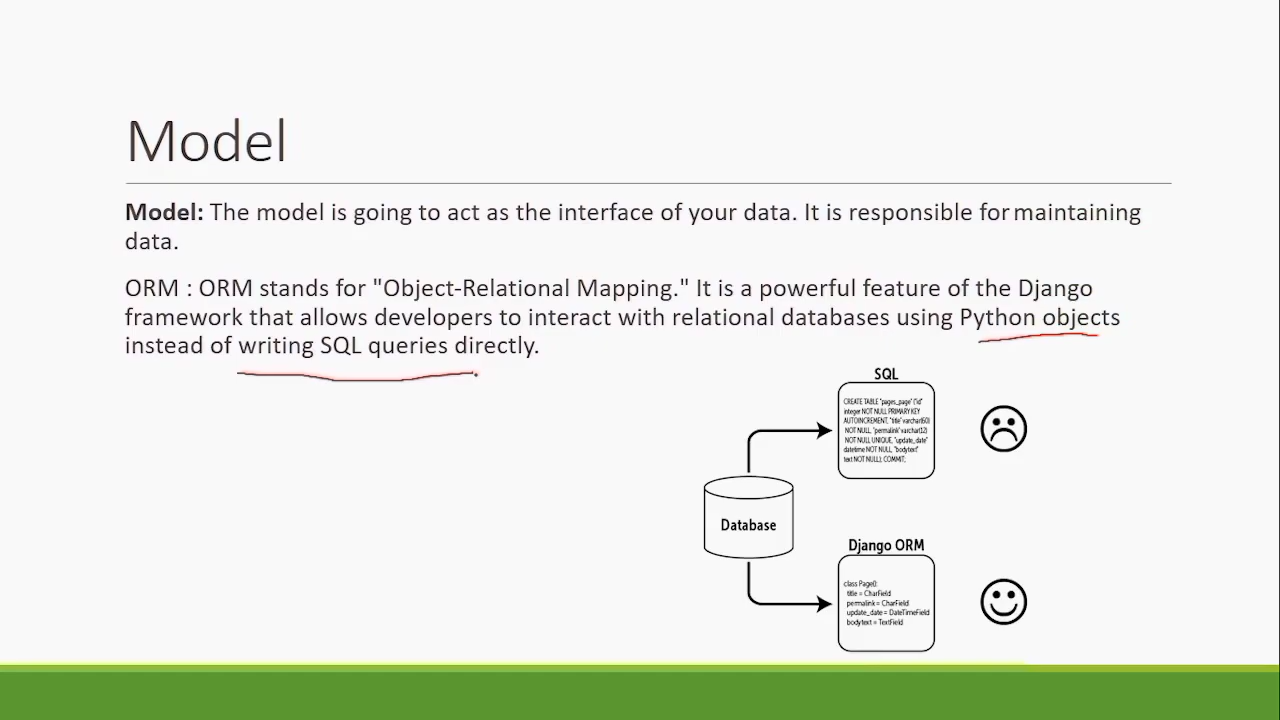 Model
Model: The model is going to act as the interface of your data. It is responsible for maintaining
data.
ORM : ORM stands for "Object-Relational Mapping." It is a powerful feature of the Django
framework that allows developers to interact with relational databases using Python objects
instead of writing SQL queries directly.
SQL
CREATE TABLE "pages_page" ("id"
integer NOT NULL PRIMARY KEY
AUTOINCREMENT, "title" varchar(60)
NOT NULL, "permalink" varchar(12)
NOT NULL UNIQUE, "update_date"
datetime NOT NULL, "bodytext"
text NOT NULL); COMMIT;
Database
Django ORM
class Page():
title = CharField
permalink = CharField
update_date = DateTimeField
bodytext = TextField